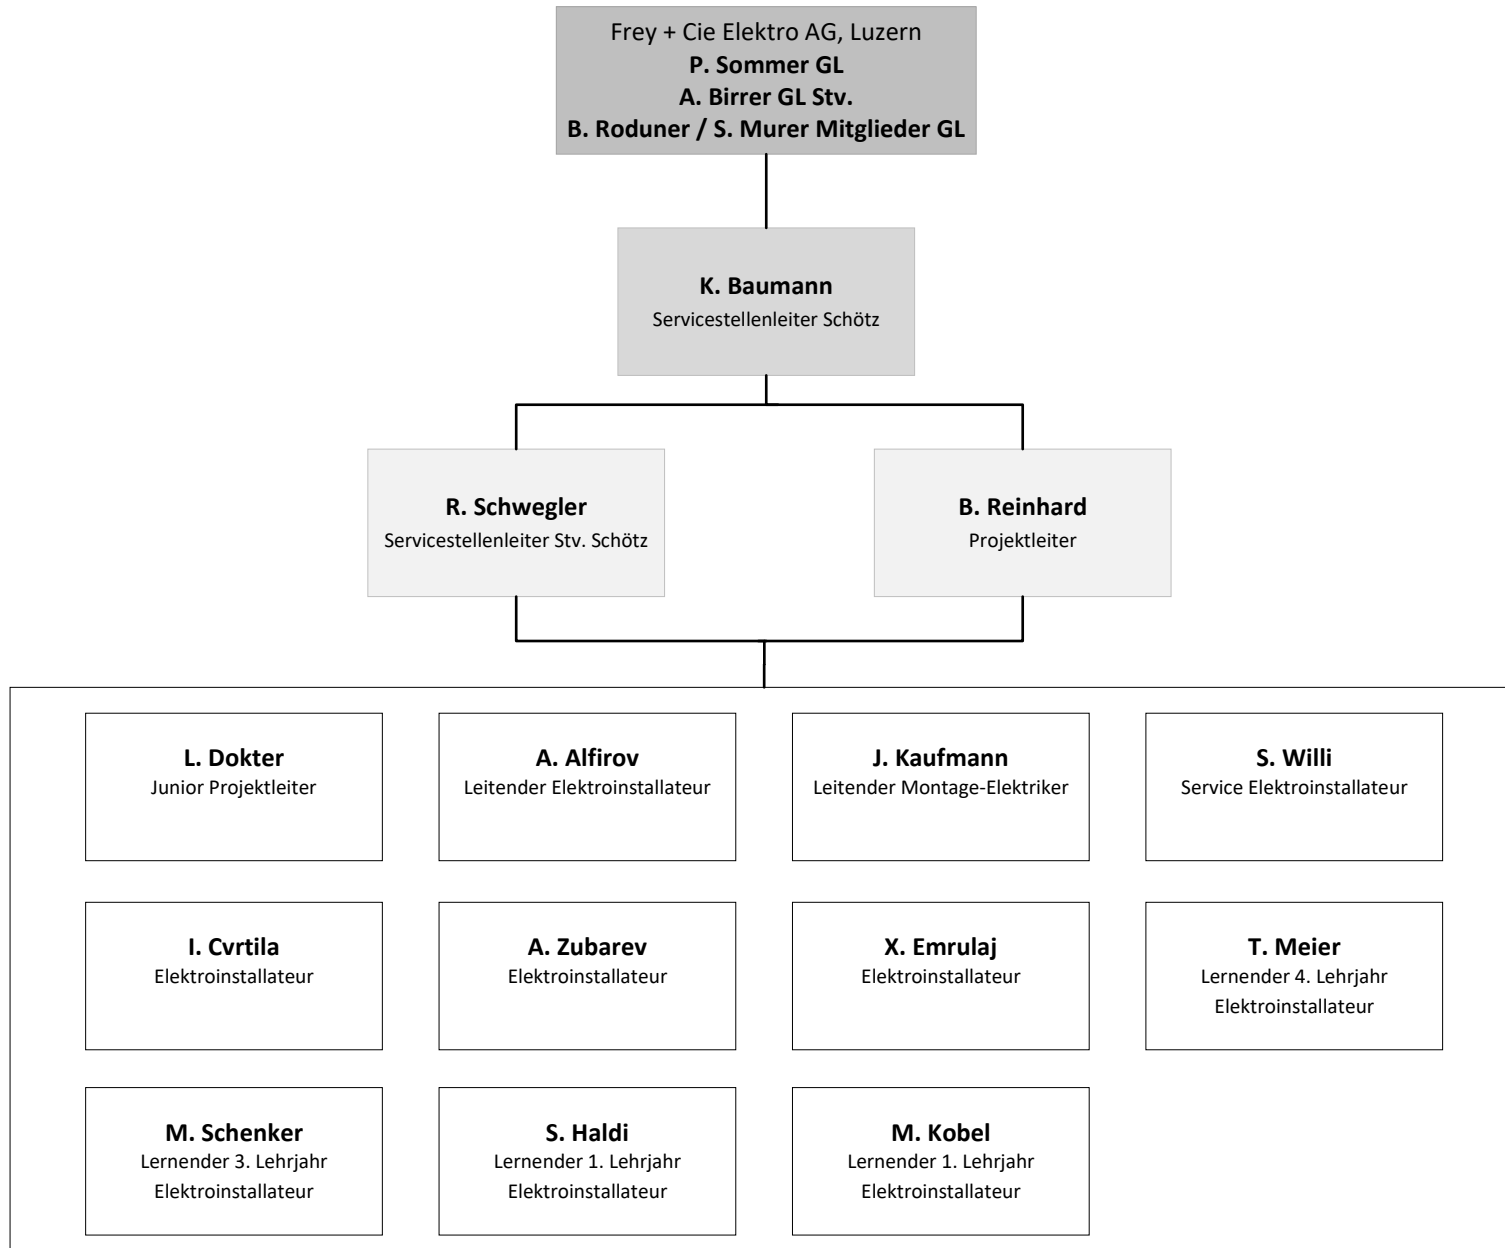 Frey + Cie Elektro AG, Luzern
P. Sommer GL
A. Birrer GL Stv.
B. Roduner / S. Murer Mitglieder GL
K. Baumann
Servicestellenleiter Schötz
R. Schwegler
Servicestellenleiter Stv. Schötz
B. Reinhard
Projektleiter
L. Dokter
Junior Projektleiter
A. Alfirov
Leitender Elektroinstallateur
J. Kaufmann
Leitender Montage-Elektriker
S. Willi
Service Elektroinstallateur
I. Cvrtila
Elektroinstallateur
A. Zubarev
Elektroinstallateur
X. Emrulaj
Elektroinstallateur
T. Meier
Lernender 4. Lehrjahr
Elektroinstallateur
M. Schenker
Lernender 3. Lehrjahr
Elektroinstallateur
S. Haldi
Lernender 1. Lehrjahr
Elektroinstallateur
M. Kobel
Lernender 1. Lehrjahr
Elektroinstallateur